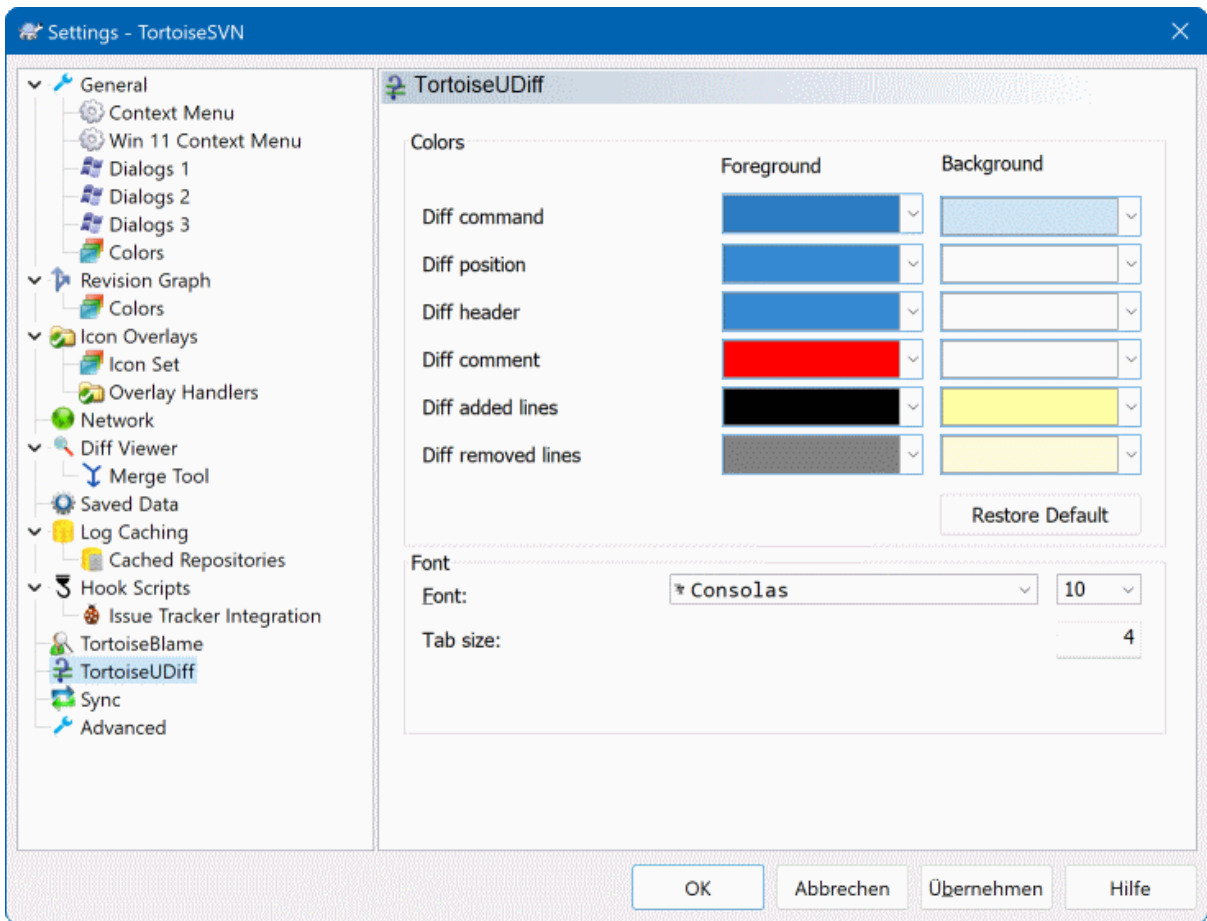 Settings - TortoiseSVN
General
Context Menu
Win 11 Context Menu
Dialogs 1
Dialogs 2
Dialogs 3
Colors
Revision Graph
Colors
Icon Overlays
Icon Set
Overlay Handlers
Network
Diff Viewer
Merge Tool
Saved Data
Log Caching
Cached Repositories
Hook Scripts
Issue Tracker Integration
TortoiseBlame
TortoiseUDiff
Sync
Advanced
TortoiseUDiff
Colors
Foreground Background
Diff command
Diff position
Diff header
Diff comment
Diff added lines
Diff removed lines
Restore Default
Font
Font: Consolas 10
Tab size: 4
OK Abbrechen Übernehmen Hilfe